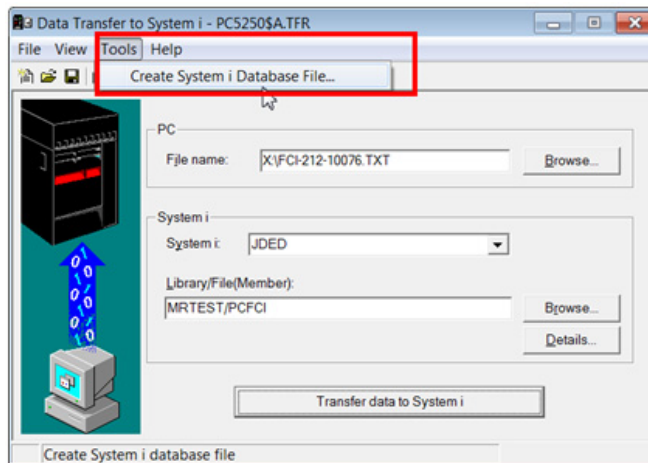 Data Transfer to System i - PC5250$A.TFR
File View Tools Help
Create System i Database File...
PC
File name: X:\FCI-212-10076.TXT Browse...
System i
System i: JDED
Library/File(Member):
MRTEST/PCFCI Browse...
Details...
Transfer data to System i
Create System i database file